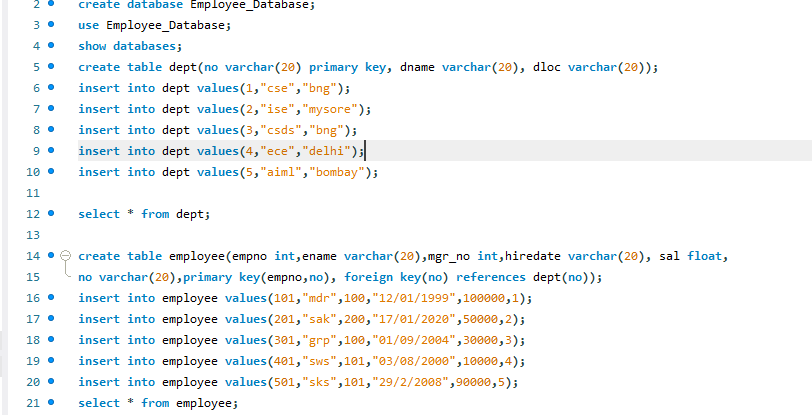 2 create database Employee_Database;
3 use Employee_Database;
4 show databases;
5 create table dept(no varchar(20) primary key, dname varchar(20), dloc varchar(20));
6 insert into dept values(1,"cse","bng");
7 insert into dept values(2,"ise","mysore");
8 insert into dept values(3,"csds","bng");
9 insert into dept values(4,"ece","delhi");
10 insert into dept values(5,"aiml","bombay");
11
12 select * from dept;
13
14 create table employee(empno int,ename varchar(20),mgr_no int,hiredate varchar(20), sal float,
15 no varchar(20),primary key(empno,no), foreign key(no) references dept(no));
16 insert into employee values(101,"mdr",100,"12/01/1999",100000,1);
17 insert into employee values(201,"sak",200,"17/01/2020",50000,2);
18 insert into employee values(301,"grp",100,"01/09/2004",30000,3);
19 insert into employee values(401,"sws",101,"03/08/2000",10000,4);
20 insert into employee values(501,"sks",101,"29/2/2008",90000,5);
21 select * from employee;